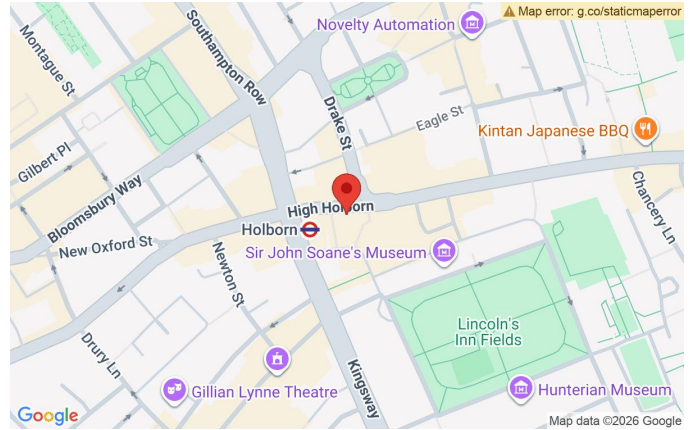 Map error: g.co/staticmaperror
Novelty Automation
Montague St
Southampton
Row
Drake St
Eagle St
Kintan Japanese BBQ
Gilbert Pl
Bloomsbury Way
Chancery Ln
High Holborn
New Oxford St
Holborn
Sir John Soane's Museum
Newton St
Lincoln's
Inn Fields
Drury Ln
Kingsway
Gillian Lynne Theatre
Hunterian Museum
Google
Map data ©2026 Google